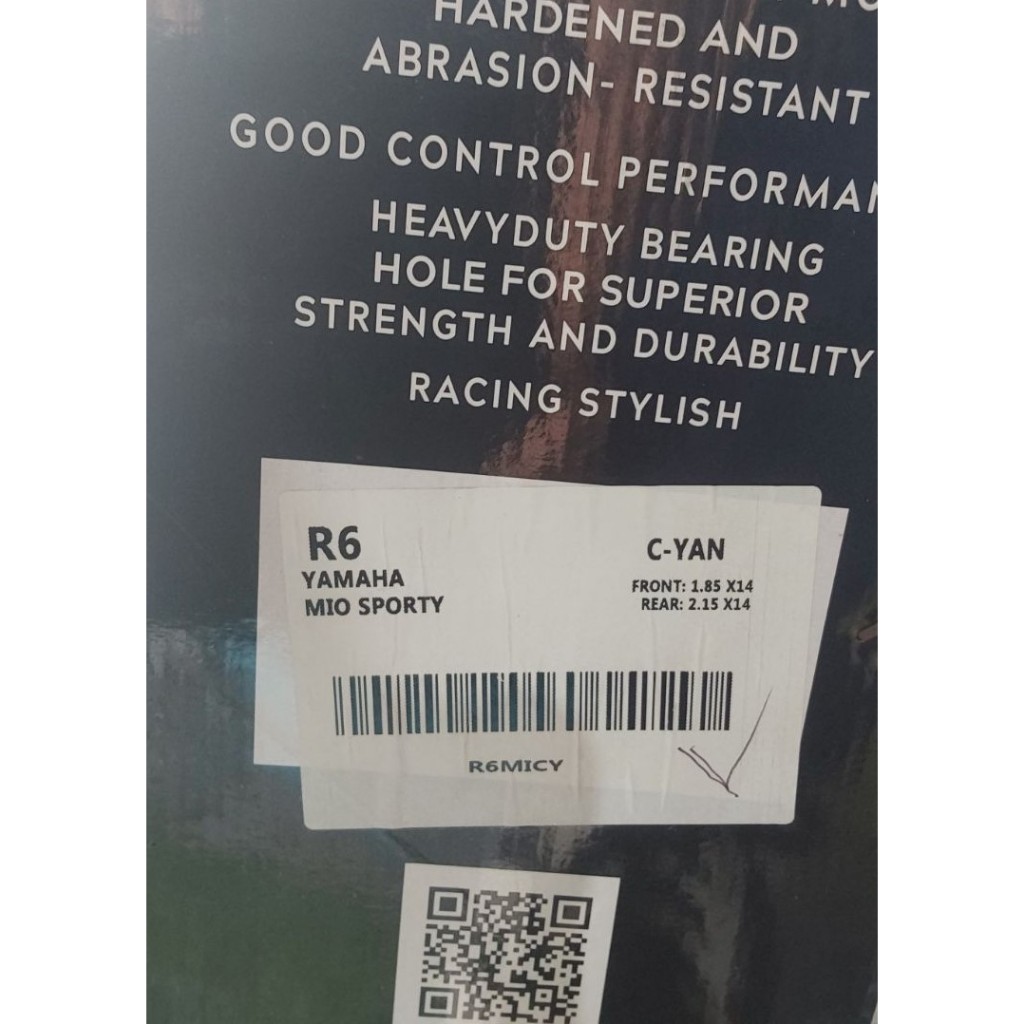 HARDENED AND
ABRASION- RESISTANT
GOOD CONTROL
HEAVYDUTY BEARING
HOLE FOR SUPERIOR
STRENGTH AND DURABILITY
RACING STYLISH
R6
YAMAHA
MIO SPORTY
C-YAN
FRONT: 1.85 X14
REAR: 2.15 X14
R6MICY